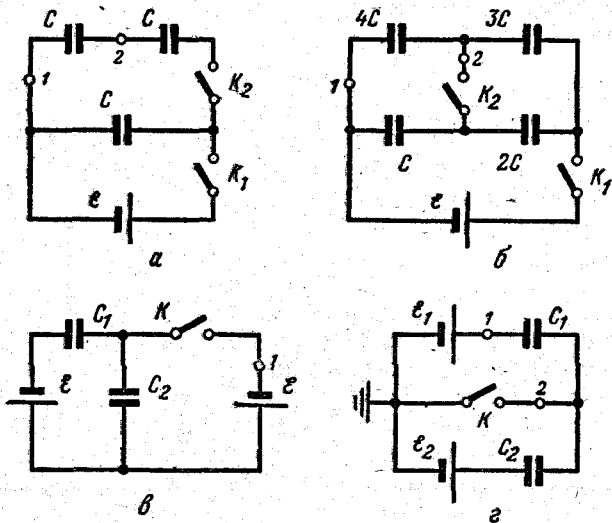 C C
1 2
C K₂
K₁
ℰ
а
4C 3C
1 2
K₂
C 2C
ℰ K₁
б
C₁ K
1
ℰ C₂ ℰ
в
ℰ₁ 1 C₁
2
K
ℰ₂ C₂
г